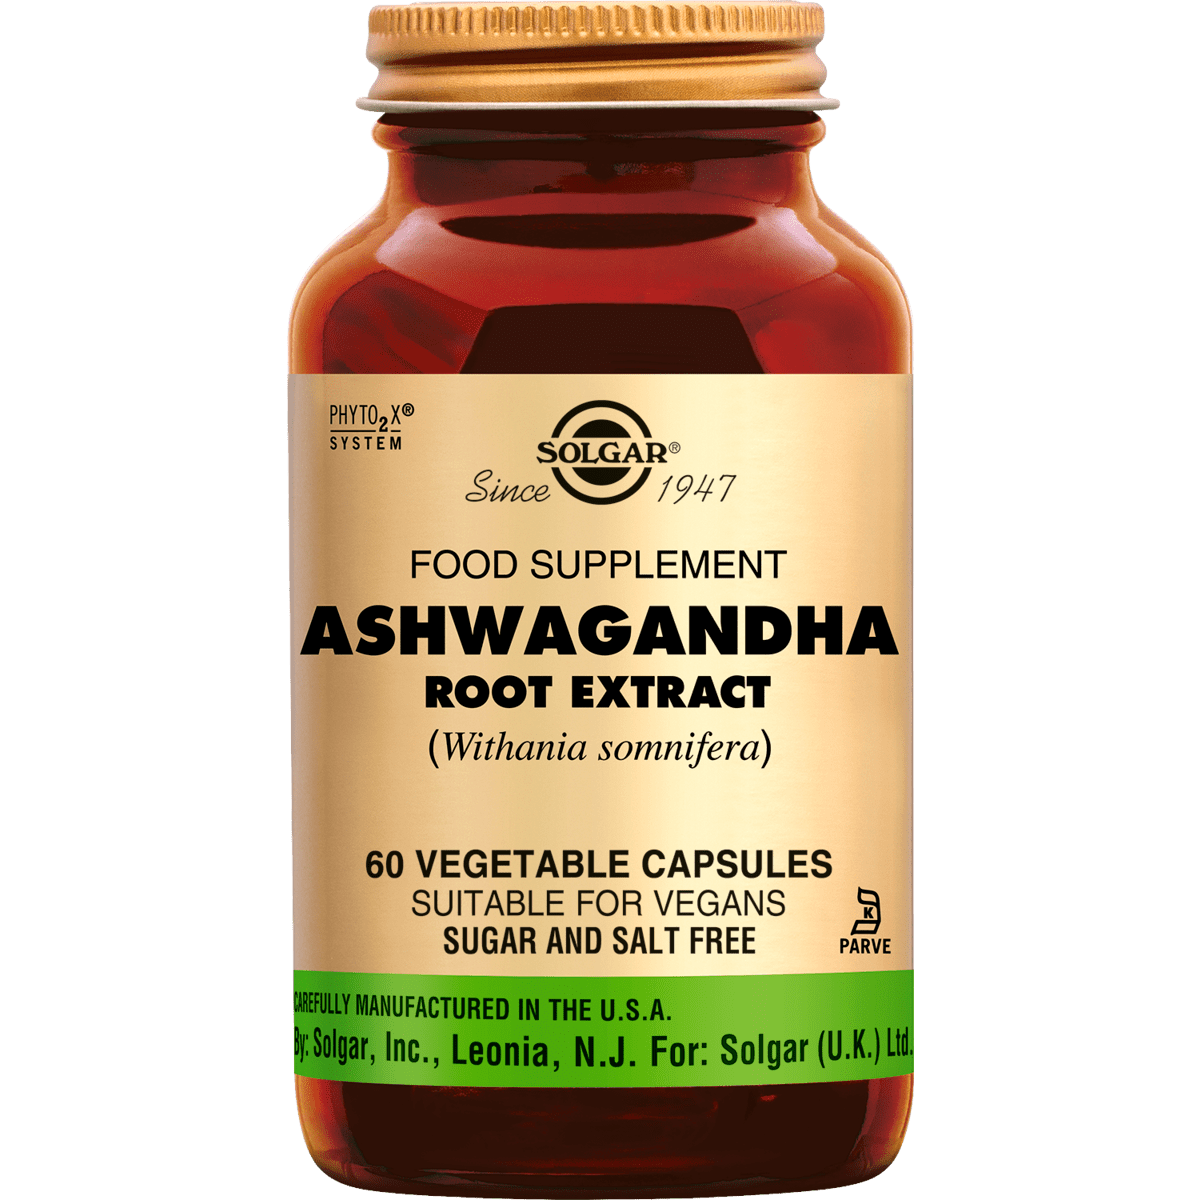 PHYTO2X®
SYSTEM
SOLGAR®
Since 1947
FOOD SUPPLEMENT
ASHWAGANDHA
ROOT EXTRACT
(Withania somnifera)
60 VEGETABLE CAPSULES
SUITABLE FOR VEGANS
SUGAR AND SALT FREE
K
PARVE
CAREFULLY MANUFACTURED IN THE U.S.A.
By: Solgar, Inc., Leonia, N.J. For: Solgar (U.K.) Ltd.